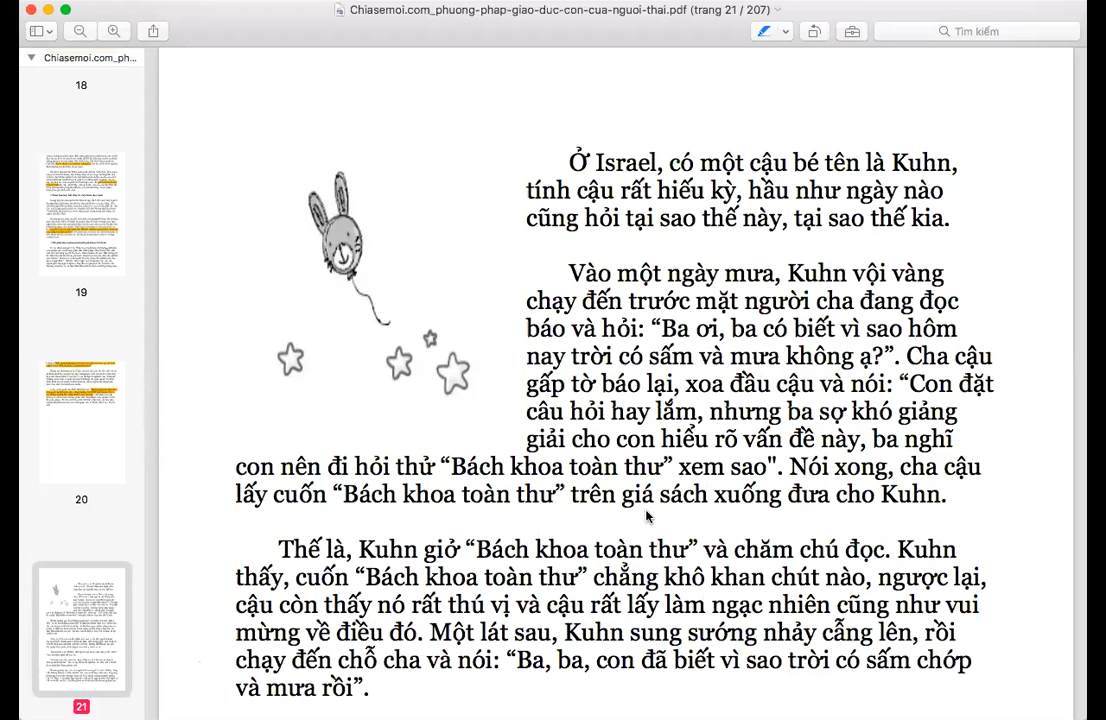 Chiasemoi.com_phuong-phap-giao-duc-con-cua-nguoi-thai.pdf (trang 21 / 207)
Tìm kiếm
Chiasemoi.com_ph...
18
19
20
21
Ở Israel, có một cậu bé tên là Kuhn,
tính cậu rất hiếu kỳ, hầu như ngày nào
cũng hỏi tại sao thế này, tại sao thế kia.
Vào một ngày mưa, Kuhn vội vàng
chạy đến trước mặt người cha đang đọc
báo và hỏi: “Ba ơi, ba có biết vì sao hôm
nay trời có sấm và mưa không ạ?”. Cha cậu
gấp tờ báo lại, xoa đầu cậu và nói: “Con đặt
câu hỏi hay lắm, nhưng ba sợ khó giảng
giải cho con hiểu rõ vấn đề này, ba nghĩ
con nên đi hỏi thử “Bách khoa toàn thư” xem sao". Nói xong, cha cậu
lấy cuốn “Bách khoa toàn thư” trên giá sách xuống đưa cho Kuhn.
Thế là, Kuhn giở “Bách khoa toàn thư” và chăm chú đọc. Kuhn
thấy, cuốn “Bách khoa toàn thư” chẳng khô khan chút nào, ngược lại,
cậu còn thấy nó rất thú vị và cậu rất lấy làm ngạc nhiên cũng như vui
mừng về điều đó. Một lát sau, Kuhn sung sướng nhảy cẫng lên, rồi
chạy đến chỗ cha và nói: “Ba, ba, con đã biết vì sao trời có sấm chớp
và mưa rồi”.